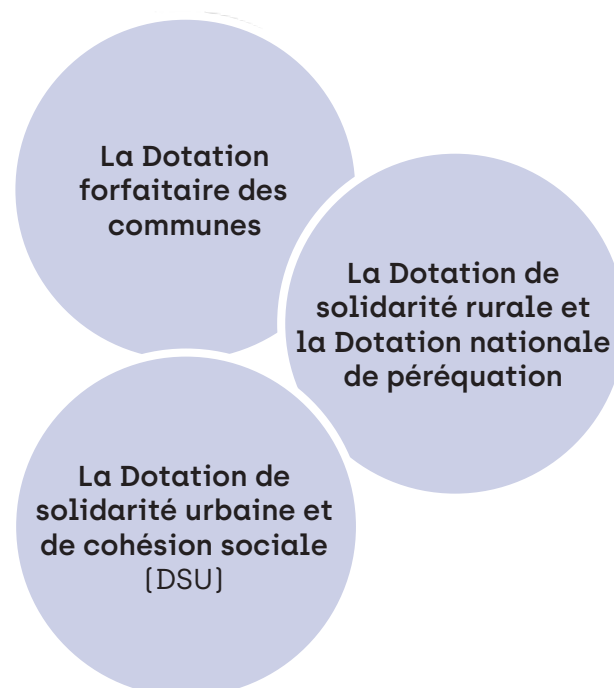 La Dotation
forfaitaire des
communes
La Dotation de
solidarité rurale et
la Dotation nationale
de péréquation
La Dotation de
solidarité urbaine et
de cohésion sociale
(DSU)